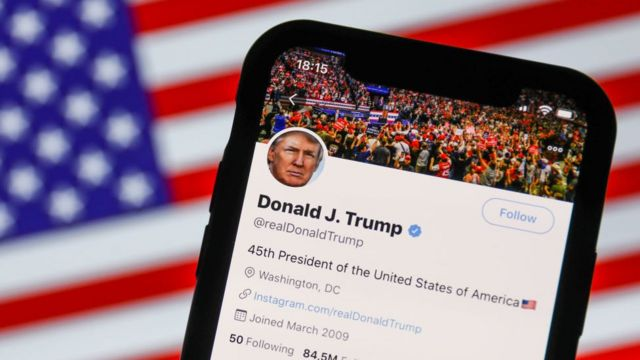 18:15
Donald J. Trump
@realDonaldTrump
Follow
45th President of the United States of America🇺🇸
Washington, DC
Instagram.com/realDonaldTrump
Joined March 2009
50 Following 84.5M